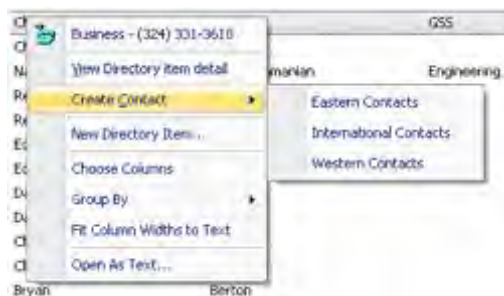 GSS
Business - (324) 331-3618
View Directory item detail
manian Engineering
Create Contact
Eastern Contacts
New Directory Item...
International Contacts
Choose Columns
Western Contacts
Group By
Fit Column Widths to Text
Open As Text...
Bryan Berton